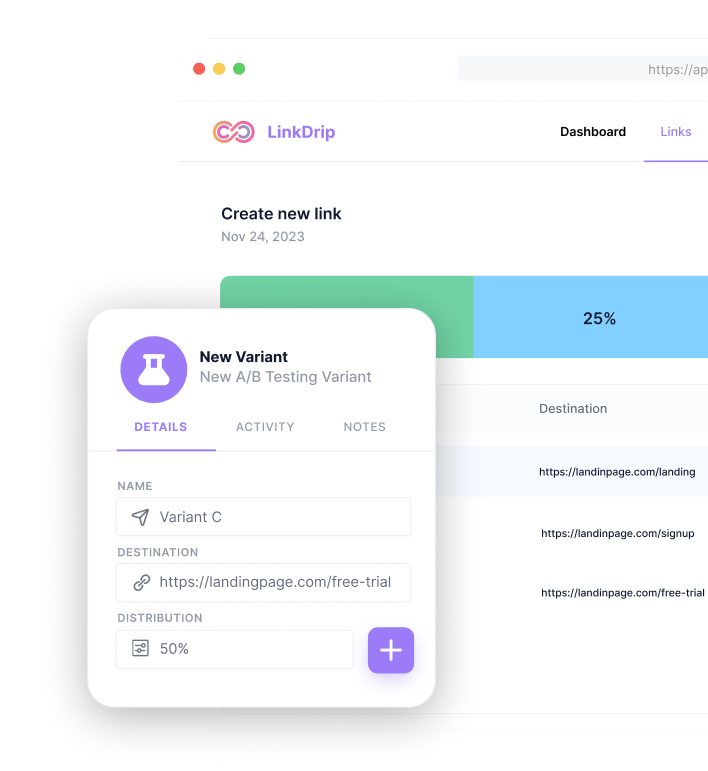 https://ap
LinkDrip
Dashboard
Links
Create new link
Nov 24, 2023
25%
New Variant
New A/B Testing Variant
DETAILS
ACTIVITY
NOTES
NAME
Variant C
DESTINATION
https://landingpage.com/free-trial
DISTRIBUTION
50%
Destination
https://landinpage.com/landing
https://landinpage.com/signup
https://landinpage.com/free-trial